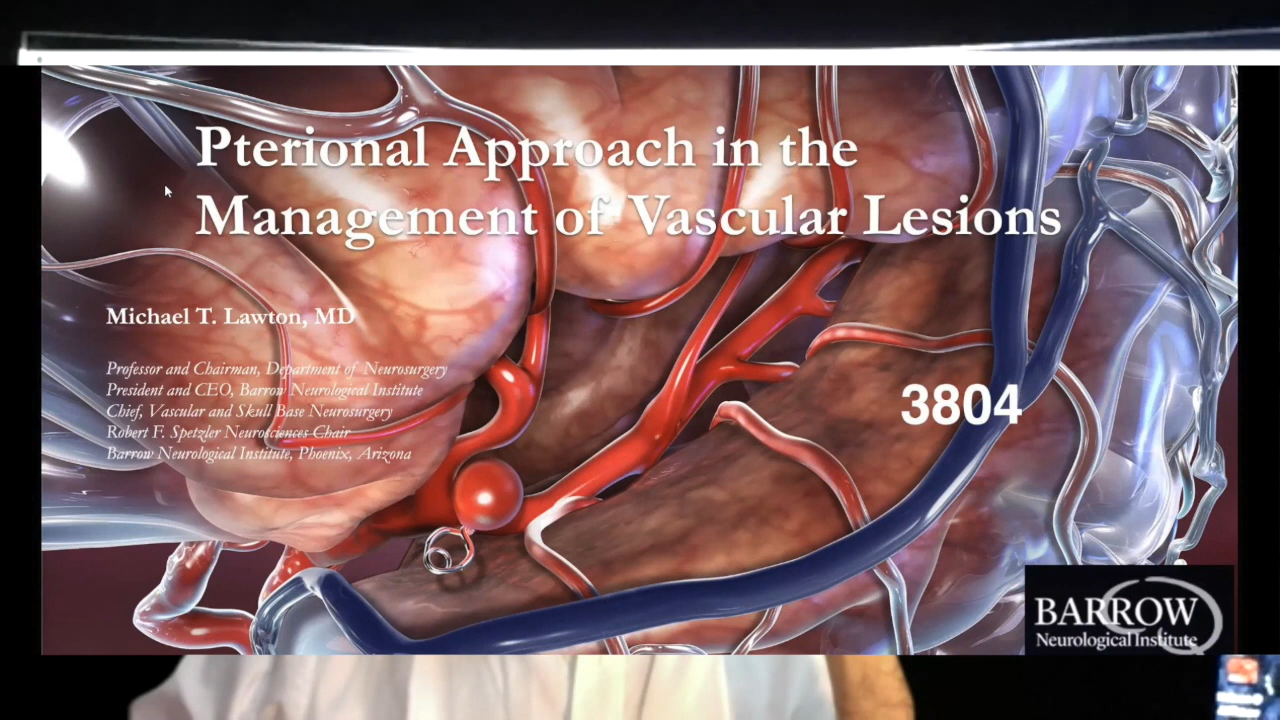 Pterional Approach in the
Management of Vascular Lesions
Michael T. Lawton, MD
Professor and Chairman, Department of Neurosurgery
President and CEO, Barrow Neurological Institute
Chief, Vascular and Skull Base Neurosurgery
Robert F. Spetzler Neurosciences Chair
Barrow Neurological Institute, Phoenix, Arizona
3804
BARROW
Neurological Institute